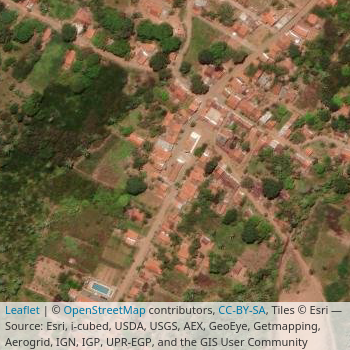 Leaflet | © OpenStreetMap contributors, CC-BY-SA, Tiles © Esri —
Source: Esri, i-cubed, USDA, USGS, AEX, GeoEye, Getmapping,
Aerogrid, IGN, IGP, UPR-EGP, and the GIS User Community